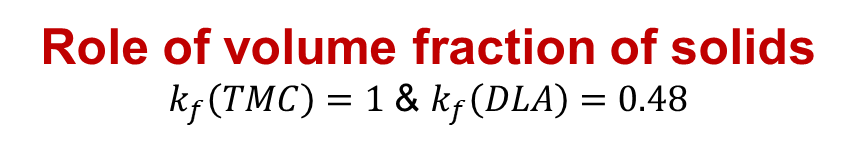 Role of volume fraction of solids
k_f(TMC) = 1 & k_f(DLA) = 0.48